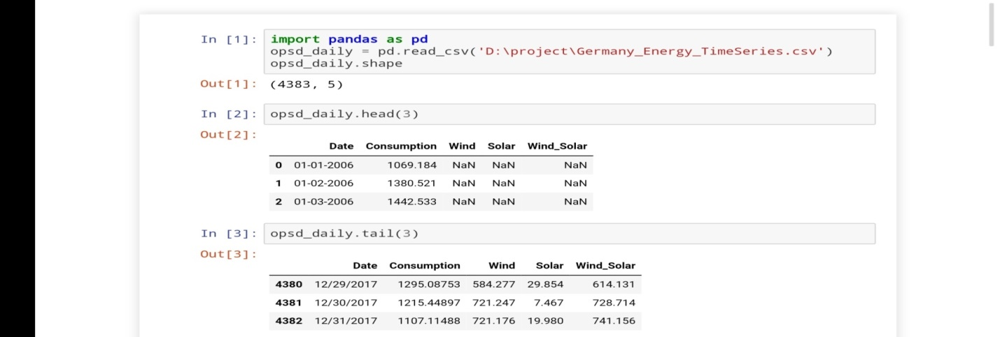 In [1]: import pandas as pd
opsd_daily = pd.read_csv('D:\project\Germany_Energy_TimeSeries.csv')
opsd_daily.shape
Out[1]: (4383, 5)
In [2]: opsd_daily.head(3)
Out[2]:
Date Consumption Wind Solar Wind_Solar
0 01-01-2006 1069.184 NaN NaN NaN
1 01-02-2006 1380.521 NaN NaN NaN
2 01-03-2006 1442.533 NaN NaN NaN
In [3]: opsd_daily.tail(3)
Out[3]:
Date Consumption Wind Solar Wind_Solar
4380 12/29/2017 1295.08753 584.277 29.854 614.131
4381 12/30/2017 1215.44897 721.247 7.467 728.714
4382 12/31/2017 1107.11488 721.176 19.980 741.156